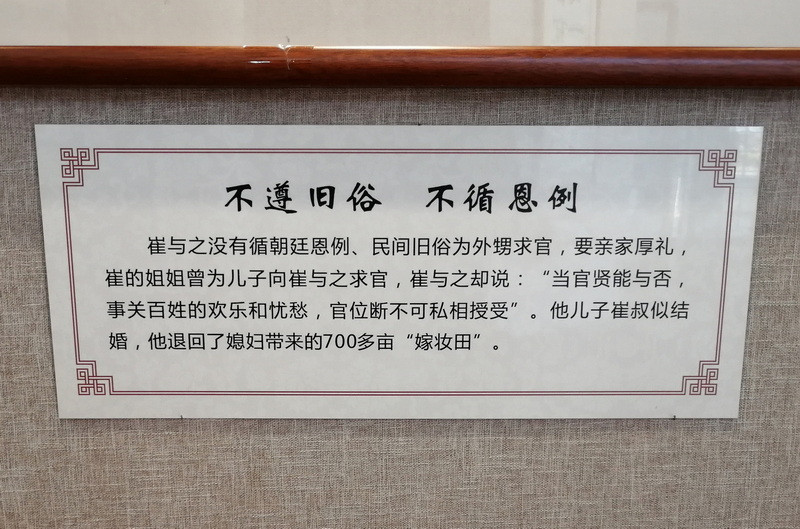 不遵旧俗 不循恩例
崔与之没有循朝廷恩例、民间旧俗为外甥求官，要亲家厚礼，
崔的姐姐曾为儿子向崔与之求官，崔与之却说：“当官贤能与否，
事关百姓的欢乐和忧愁，官位断不可私相授受”。他儿子崔叔似结
婚，他退回了媳妇带来的700多亩“嫁妆田”。